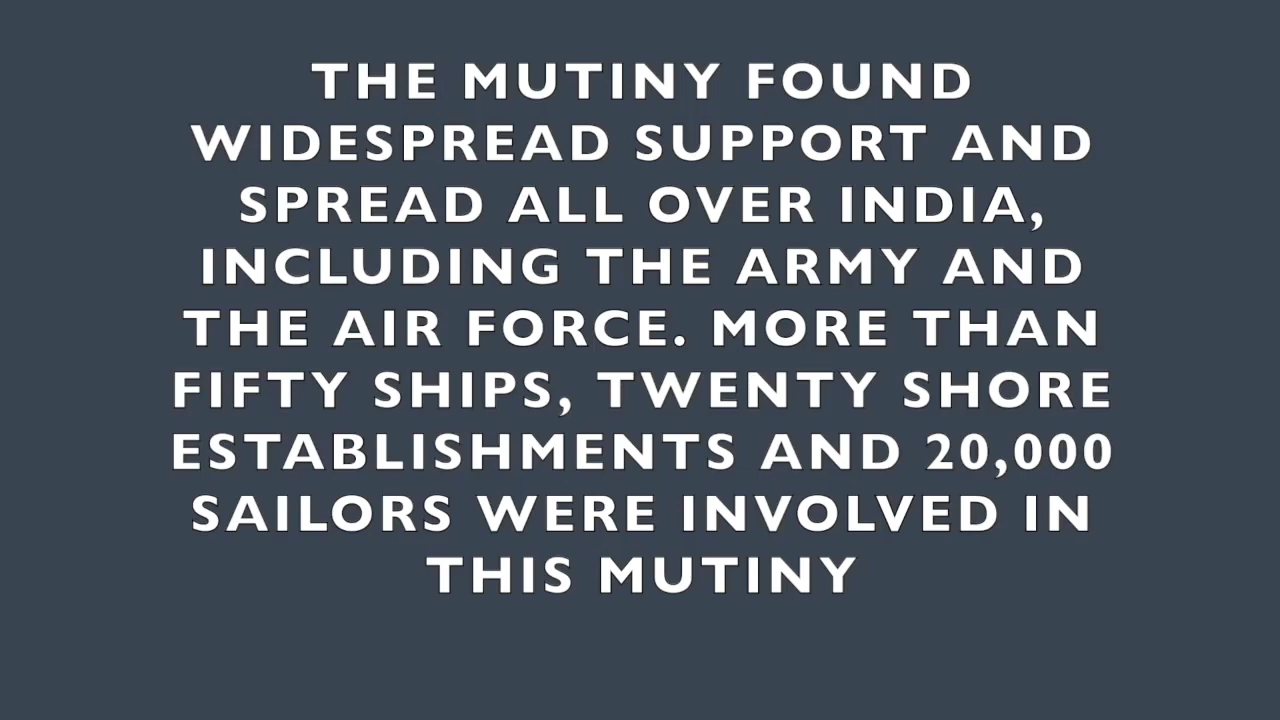 THE MUTINY FOUND
WIDESPREAD SUPPORT AND
SPREAD ALL OVER INDIA,
INCLUDING THE ARMY AND
THE AIR FORCE. MORE THAN
FIFTY SHIPS, TWENTY SHORE
ESTABLISHMENTS AND 20,000
SAILORS WERE INVOLVED IN
THIS MUTINY